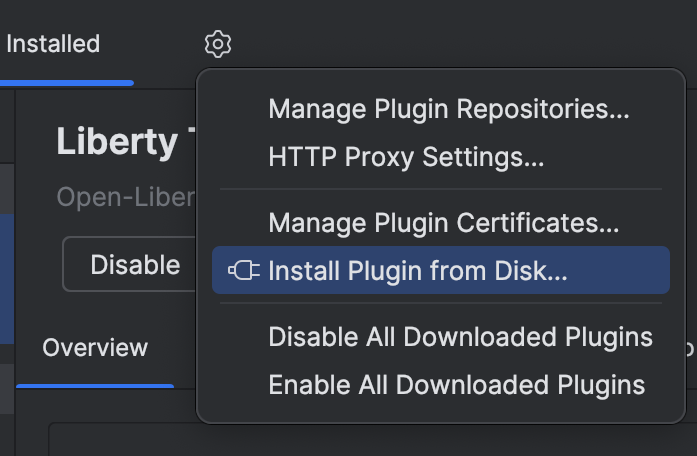 Installed
Manage Plugin Repositories...
Liberty
HTTP Proxy Settings...
Open-Liber
Manage Plugin Certificates...
Disable
Install Plugin from Disk...
Disable All Downloaded Plugins
Overview
Enable All Downloaded Plugins